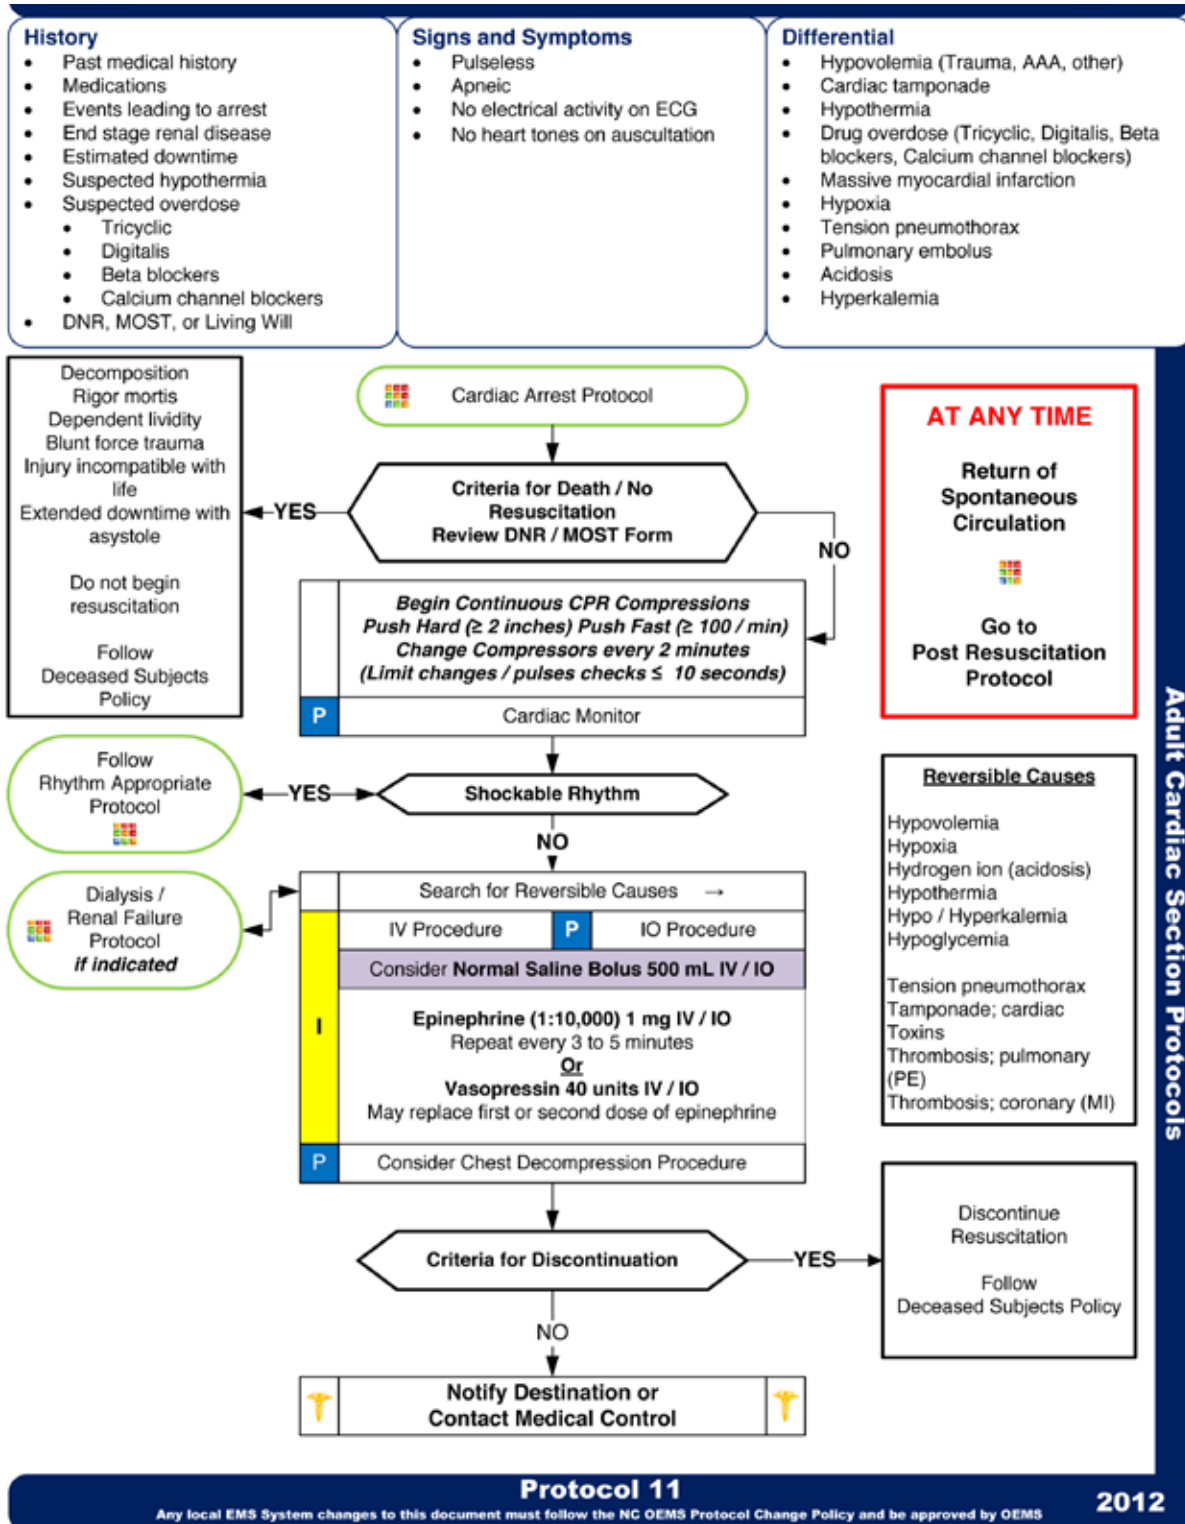 History
Past medical history
Medications
Events leading to arrest
End stage renal disease
Estimated downtime
Suspected hypothermia
Suspected overdose
Tricyclic
Digitalis
Beta blockers
Calcium channel blockers
DNR, MOST, or Living Will
Signs and Symptoms
Pulseless
Apneic
No electrical activity on ECG
No heart tones on auscultation
Differential
Hypovolemia (Trauma, AAA, other)
Cardiac tamponade
Hypothermia
Drug overdose (Tricyclic, Digitalis, Beta
blockers, Calcium channel blockers)
Massive myocardial infarction
Hypoxia
Tension pneumothorax
Pulmonary embolus
Acidosis
Hyperkalemia
Decomposition
Rigor mortis
Dependent lividity
Blunt force trauma
Injury incompatible with
life
Extended downtime with
asystole
Do not begin
resuscitation
Follow
Deceased Subjects
Policy
Cardiac Arrest Protocol
Criteria for Death / No
Resuscitation
Review DNR / MOST Form
YES
NO
AT ANY TIME
Return of
Spontaneous
Circulation
Go to
Post Resuscitation
Protocol
Begin Continuous CPR Compressions
Push Hard (≥ 2 inches) Push Fast (≥ 100 / min)
Change Compressors every 2 minutes
(Limit changes / pulses checks ≤ 10 seconds)
P
Cardiac Monitor
Follow
Rhythm Appropriate
Protocol
YES
Shockable Rhythm
NO
Reversible Causes
Hypovolemia
Hypoxia
Hydrogen ion (acidosis)
Hypothermia
Hypo / Hyperkalemia
Hypoglycemia
Tension pneumothorax
Tamponade; cardiac
Toxins
Thrombosis; pulmonary
(PE)
Thrombosis; coronary (MI)
Dialysis /
Renal Failure
Protocol
if indicated
Search for Reversible Causes →
I
IV Procedure
P
IO Procedure
Consider Normal Saline Bolus 500 mL IV / IO
Epinephrine (1:10,000) 1 mg IV / IO
Repeat every 3 to 5 minutes
Or
Vasopressin 40 units IV / IO
May replace first or second dose of epinephrine
P
Consider Chest Decompression Procedure
Criteria for Discontinuation
YES
Discontinue
Resuscitation
Follow
Deceased Subjects Policy
NO
Notify Destination or
Contact Medical Control
Adult Cardiac Section Protocols
Protocol 11
Any local EMS System changes to this document must follow the NC OEMS Protocol Change Policy and be approved by OEMS
2012